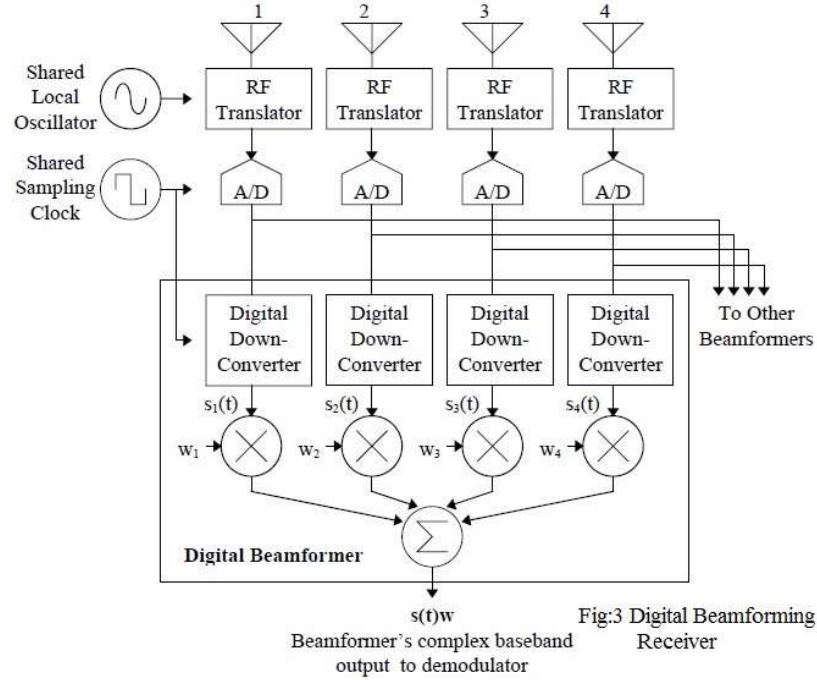 1 2 3 4
Shared
Local
Oscillator
RF
Translator
RF
Translator
RF
Translator
RF
Translator
Shared
Sampling
Clock
A/D A/D A/D A/D
To Other
Beamformers
Digital
Down-
Converter
Digital
Down-
Converter
Digital
Down-
Converter
Digital
Down-
Converter
s₁(t) s₂(t) s₃(t) s₄(t)
w₁ w₂ w₃ w₄
Σ
Digital Beamformer
s(t)w
Beamformer's complex baseband
output to demodulator
Fig:3 Digital Beamforming
Receiver